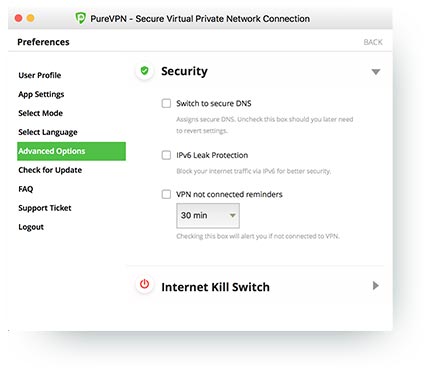 PureVPN - Secure Virtual Private Network Connection
Preferences
BACK
User Profile
App Settings
Select Mode
Select Language
Advanced Options
Check for Update
FAQ
Support Ticket
Logout
Security
Switch to secure DNS
Assigns secure DNS. Uncheck this box should you later need
to revert settings.
IPv6 Leak Protection
Block your internet traffic via IPv6 for better security.
VPN not connected reminders
30 min
Checking this box will alert you if not connected to VPN.
Internet Kill Switch